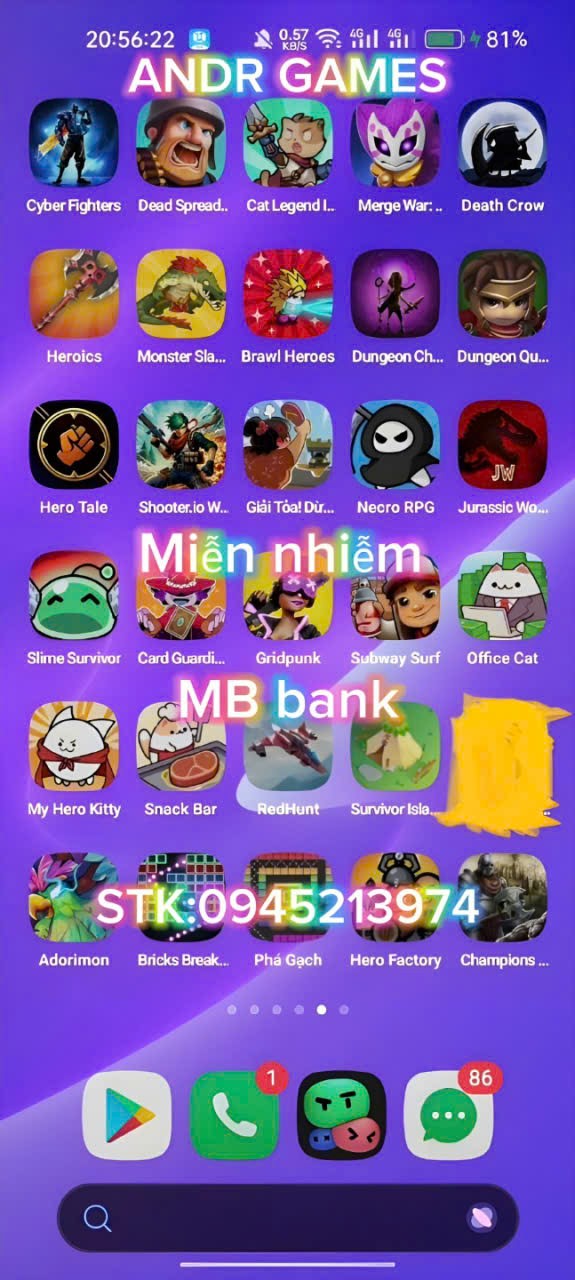 20:56:22 0.57 KB/S 4G 4G 81%
ANDR GAMES
Cyber Fighters Dead Spread.. Cat Legend I.. Merge War: .. Death Crow
Heroics Monster Sla... Brawl Heroes Dungeon Ch... Dungeon Qu...
JW
Hero Tale Shooter.io W... Giải Tỏa! Dừ... Necro RPG Jurassic Wo...
Miễn nhiễm
Slime Survivor Card Guardi... Gridpunk Subway Surf Office Cat
MB bank
My Hero Kitty Snack Bar RedHunt Survivor Isla... ..
STK:0945213974
Adorimon Bricks Break... Phá Gạch Hero Factory Champions ...
1 86